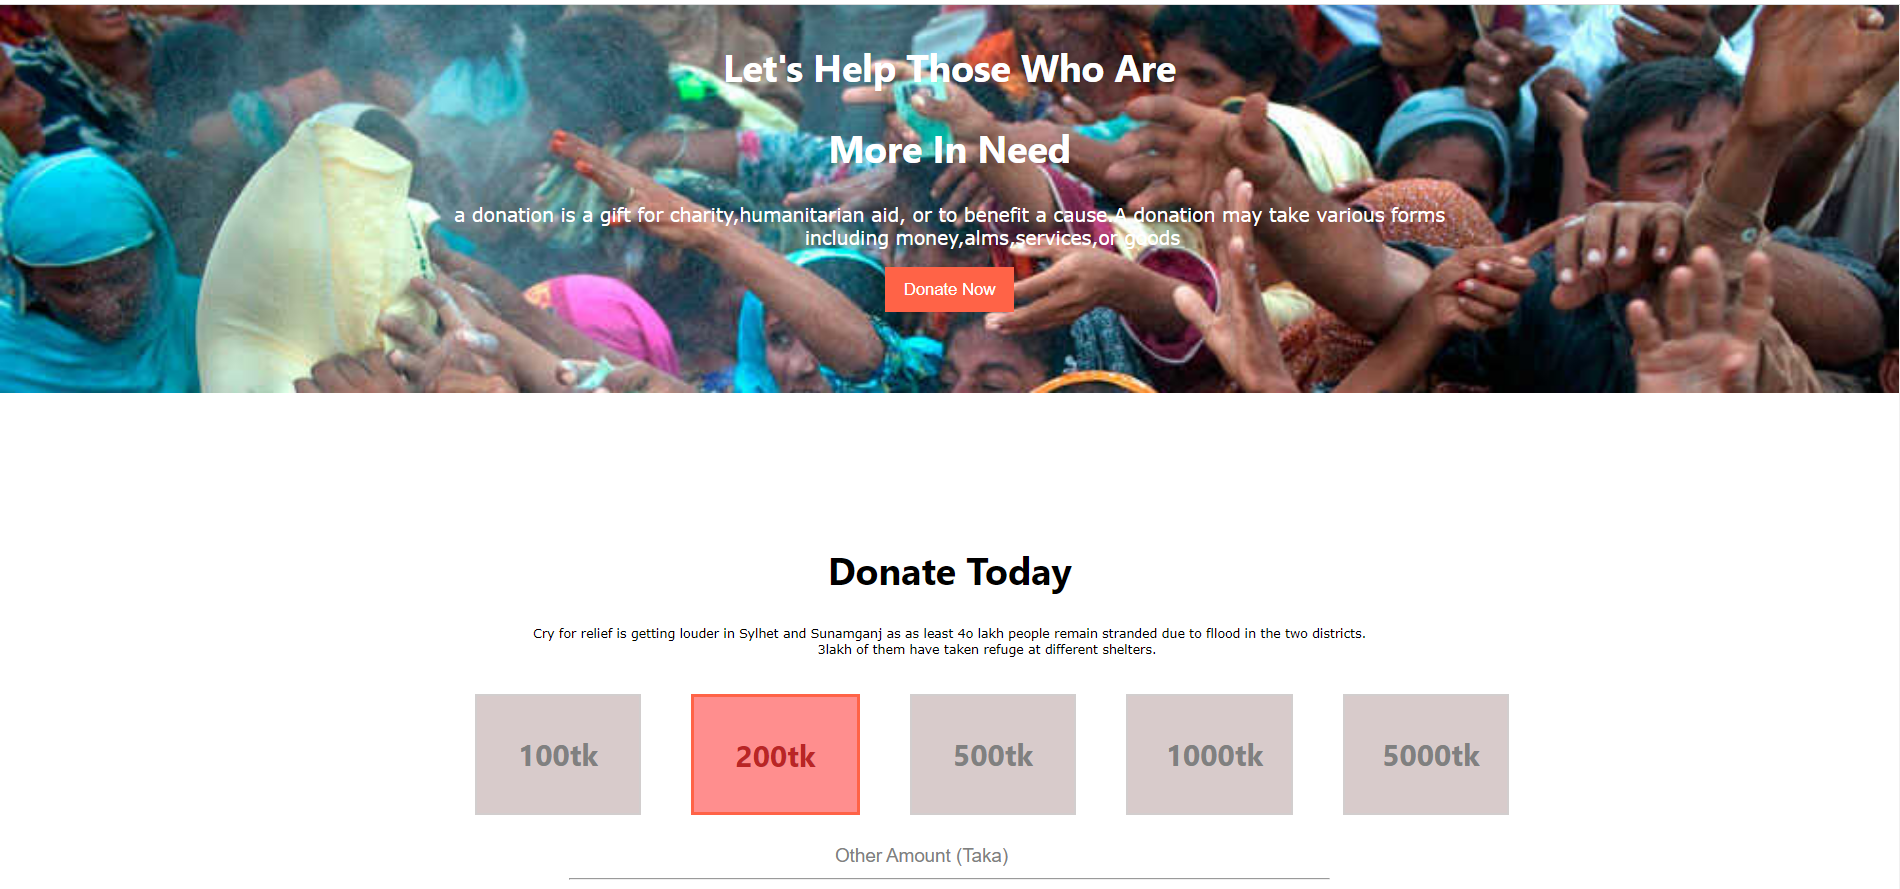 Let's Help Those Who Are
More In Need
a donation is a gift for charity,humanitarian aid, or to benefit a cause.A donation may take various forms
including money,alms,services,or goods
Donate Now
Donate Today
Cry for relief is getting louder in Sylhet and Sunamganj as as least 4o lakh people remain stranded due to fllood in the two districts.
3lakh of them have taken refuge at different shelters.
100tk
200tk
500tk
1000tk
5000tk
Other Amount (Taka)